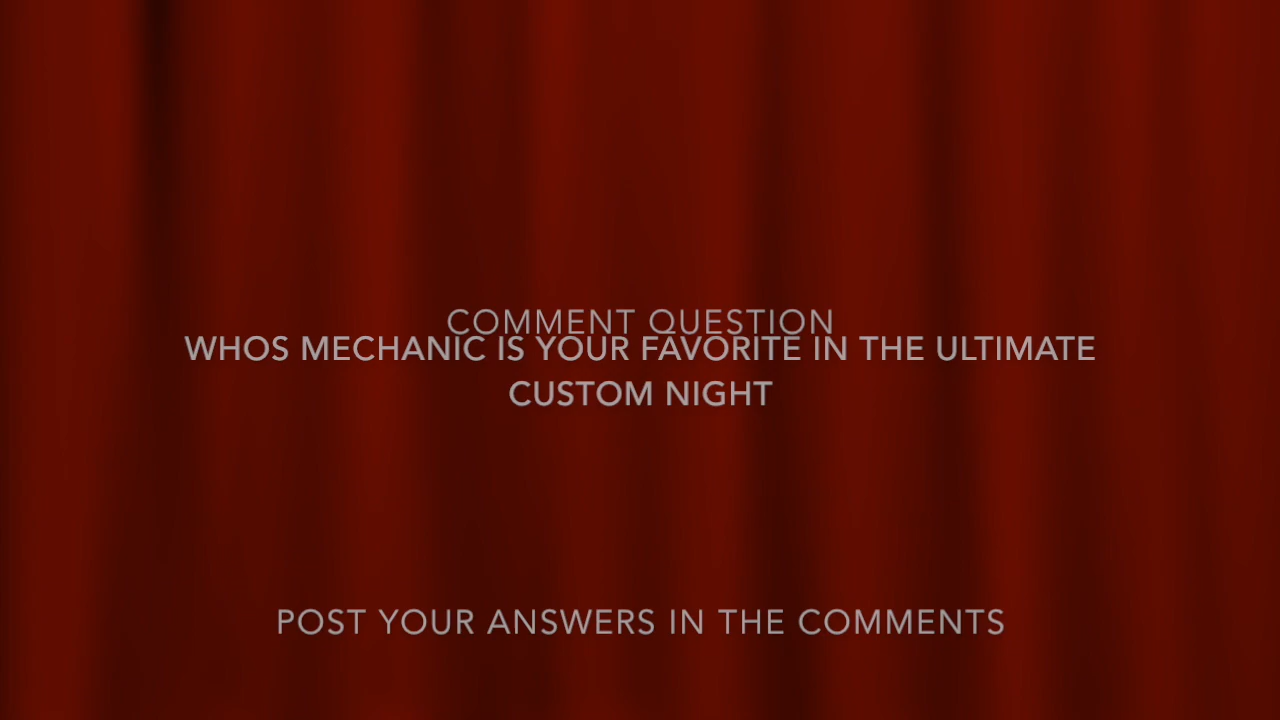 COMMENT QUESTION
WHOS MECHANIC IS YOUR FAVORITE IN THE ULTIMATE
CUSTOM NIGHT
POST YOUR ANSWERS IN THE COMMENTS